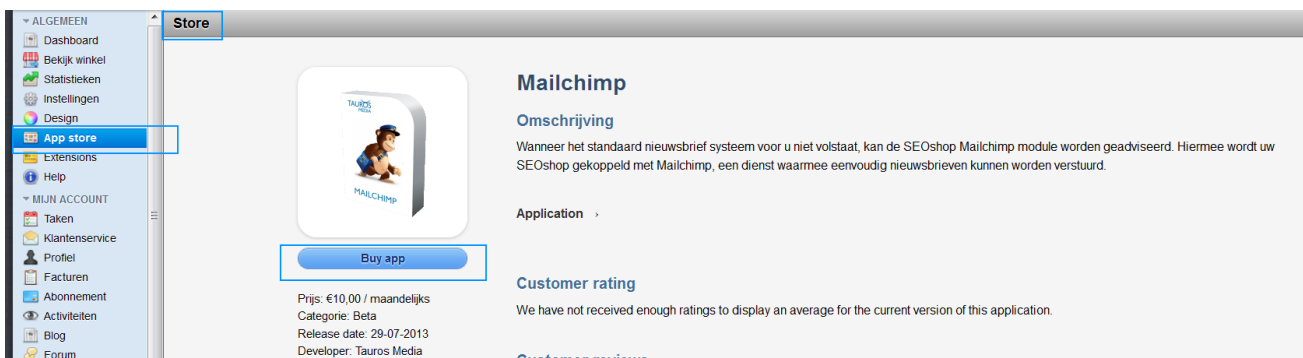 ALGEMEEN
Dashboard
Bekijk winkel
Statistieken
Instellingen
Design
App store
Extensions
Help
MIJN ACCOUNT
Taken
Klantenservice
Profiel
Facturen
Abonnement
Activiteiten
Blog
Forum
Store
TAUROS
MEDIA
MAILCHIMP
Buy app
Prijs: €10,00 / maandelijks
Categorie: Beta
Release date: 29-07-2013
Developer: Tauros Media
Mailchimp
Omschrijving
Wanneer het standaard nieuwsbrief systeem voor u niet volstaat, kan de SEOshop Mailchimp module worden geadviseerd. Hiermee wordt uw
SEOshop gekoppeld met Mailchimp, een dienst waarmee eenvoudig nieuwsbrieven kunnen worden verstuurd.
Application ›
Customer rating
We have not received enough ratings to display an average for the current version of this application.
Customer reviews